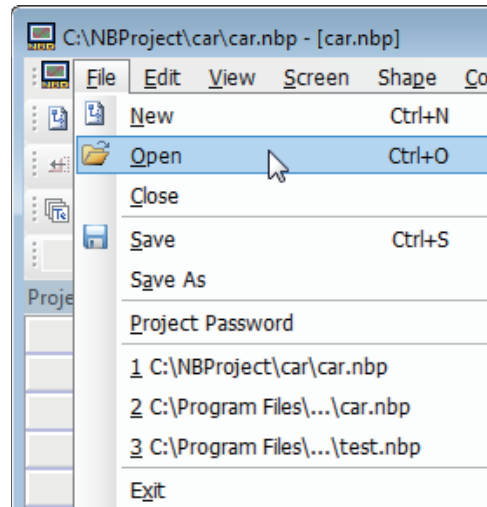 C:\NBProject\car\car.nbp - [car.nbp]
File Edit View Screen Shape Co
New Ctrl+N
Open Ctrl+O
Close
Save Ctrl+S
Save As
Project Password
1 C:\NBProject\car\car.nbp
2 C:\Program Files\...\car.nbp
3 C:\Program Files\...\test.nbp
Exit
Proje